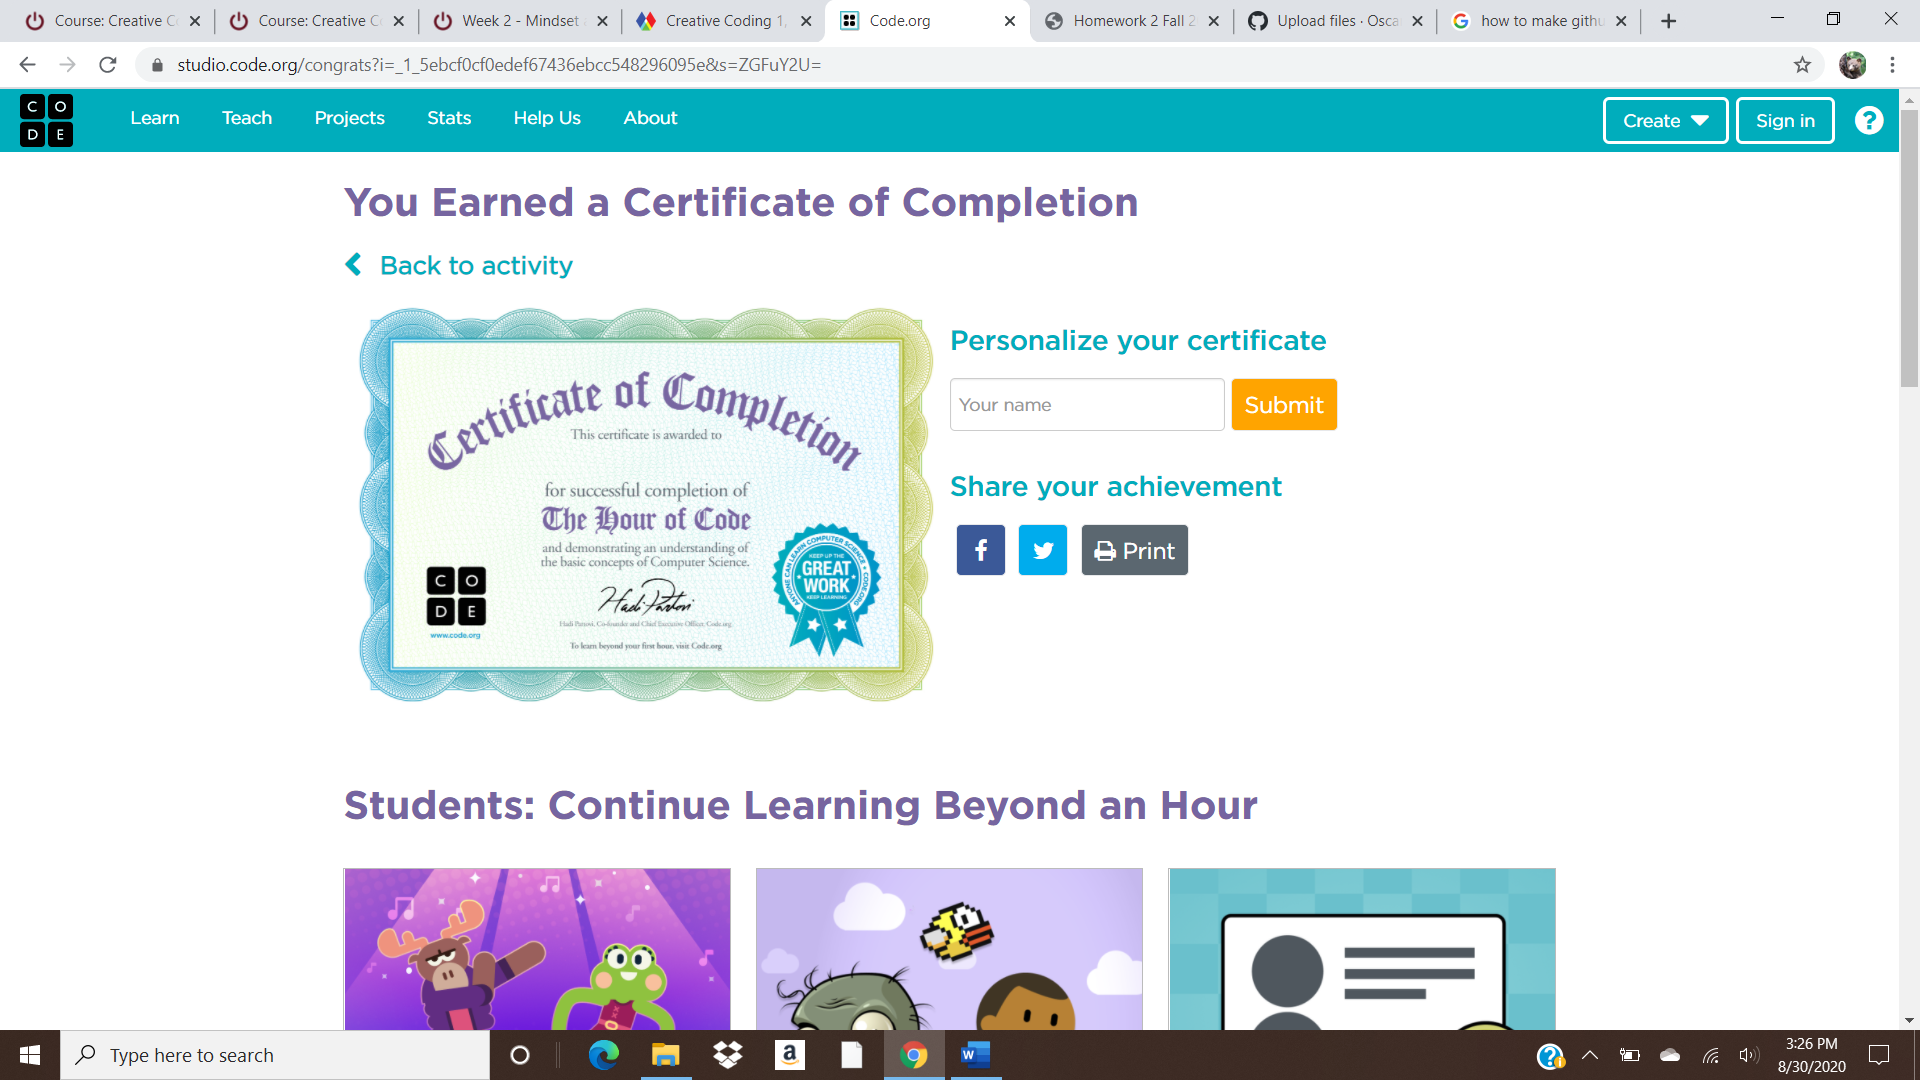 Course: Creative C
Course: Creative C
Week 2 - Mindset
Creative Coding 1,
Code.org
Homework 2 Fall 2
Upload files · Osca
how to make githu
studio.code.org/congrats?i=_1_5ebcf0cf0edef67436ebcc548296095e&s=ZGFuY2U=
C O
D E
Learn
Teach
Projects
Stats
Help Us
About
Create
Sign in
?
You Earned a Certificate of Completion
Back to activity
Certificate of Completion
This certificate is awarded to
for successful completion of
The Hour of Code
and demonstrating an understanding of
the basic concepts of Computer Science.
C O
D E
www.code.org
Hadi Partovi
Hadi Partovi, Co-founder and Chief Executive Officer, Code.org
To learn beyond your first hour, visit Code.org
ANYONE CAN LEARN COMPUTER SCIENCE • CODE.ORG
KEEP UP THE
GREAT
WORK
KEEP LEARNING
Personalize your certificate
Your name
Submit
Share your achievement
Print
Students: Continue Learning Beyond an Hour
Type here to search
3:26 PM
8/30/2020